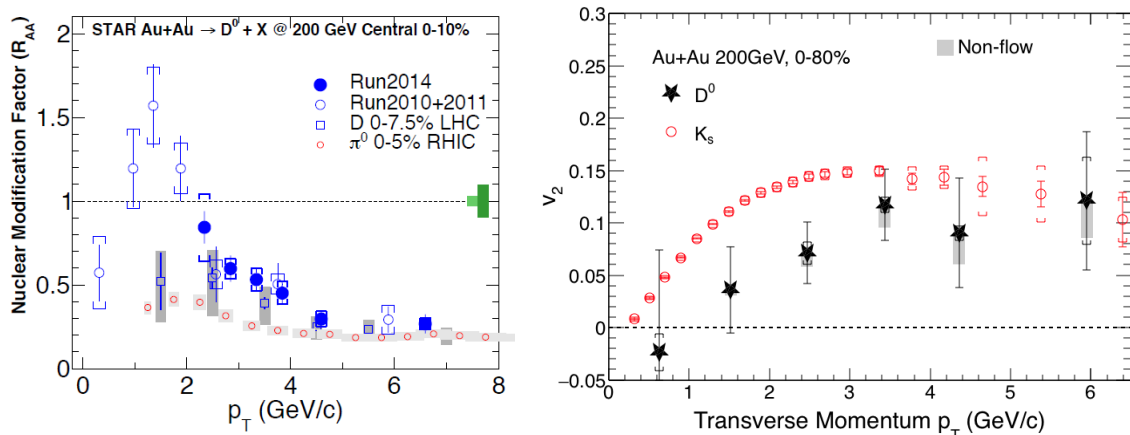 STAR Au+Au → D⁰ + X @ 200 GeV Central 0-10%
Run2014
Run2010+2011
D 0-7.5% LHC
π⁰ 0-5% RHIC
Nuclear Modification Factor (R_AA)
2
1.5
1
0.5
0
0 2 4 6 8
p_T (GeV/c)
Au+Au 200GeV, 0-80%
Non-flow
D⁰
K_s
v_2
0.3
0.25
0.2
0.15
0.1
0.05
0
−0.05
0 1 2 3 4 5 6
Transverse Momentum p_T (GeV/c)